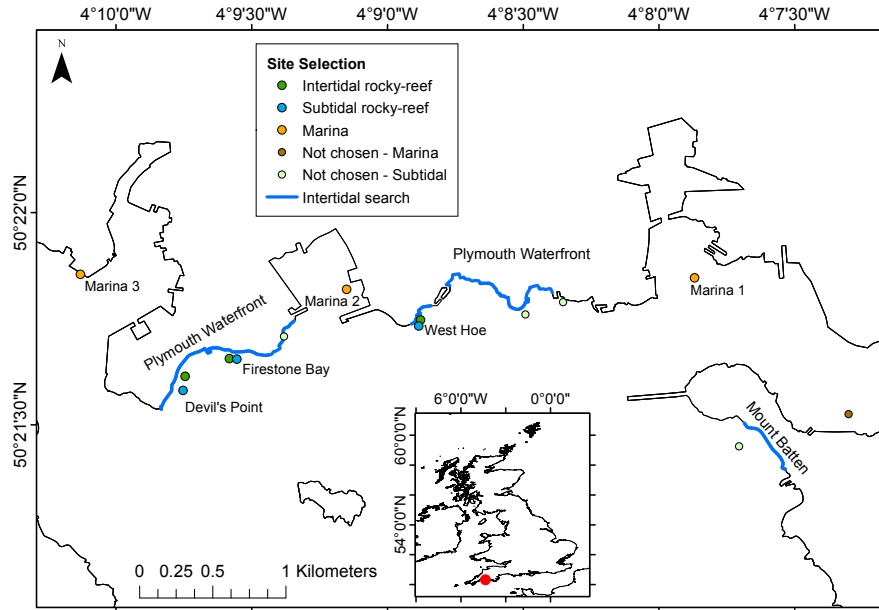 4°10'0"W 4°9'30"W 4°9'0"W 4°8'30"W 4°8'0"W 4°7'30"W
N
Site Selection
Intertidal rocky-reef
Subtidal rocky-reef
Marina
Not chosen - Marina
Not chosen - Subtidal
Intertidal search
50°22'0"N
50°21'30"N
Plymouth Waterfront
Marina 3
Marina 2
Marina 1
Plymouth Waterfront
West Hoe
Firestone Bay
Devil's Point
Mount Batten
6°0'0"W 0°0'0"
60°0'0"N
54°0'0"N
0 0.25 0.5 1 Kilometers